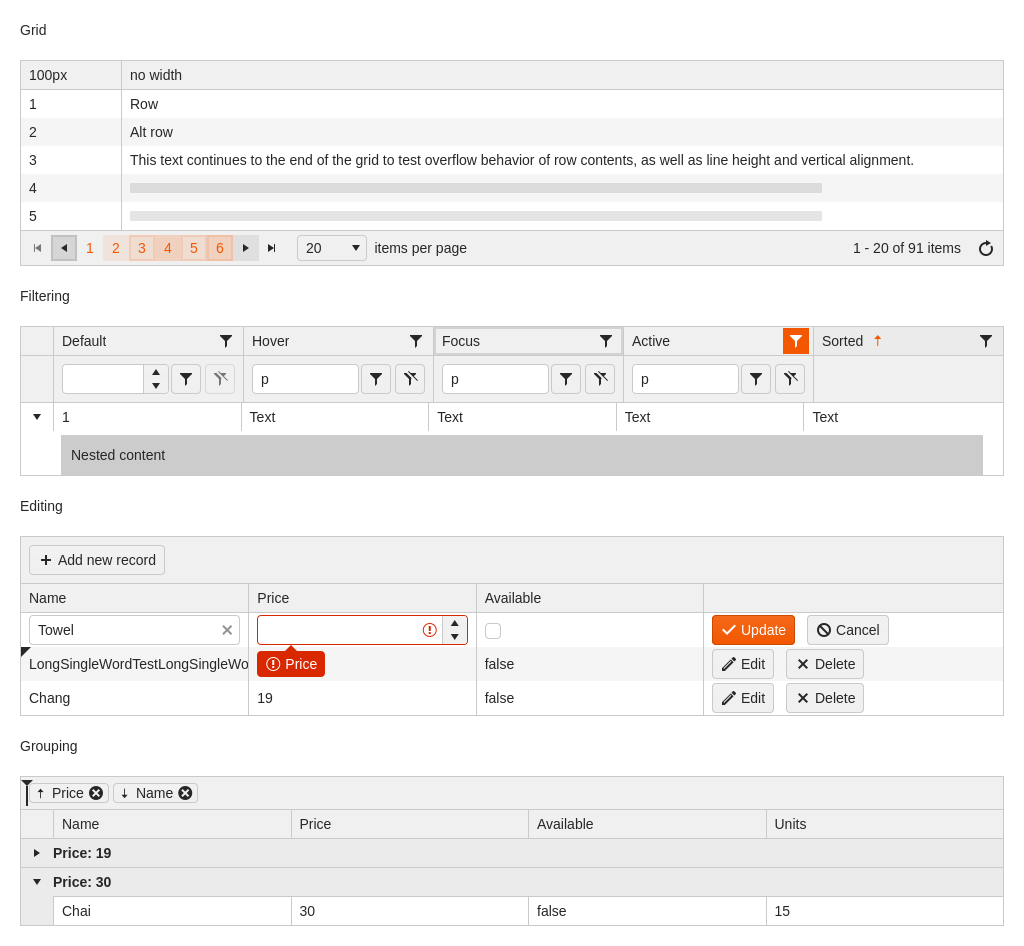 Grid
100px no width
1 Row
2 Alt row
3 This text continues to the end of the grid to test overflow behavior of row contents, as well as line height and vertical alignment.
4
5
1 2 3 4 5 6 20 items per page 1 - 20 of 91 items
Filtering
Default Hover Focus Active Sorted
p p p
1 Text Text Text Text
Nested content
Editing
Add new record
Name Price Available
Towel Update Cancel
LongSingleWordTestLongSingleWo Price false Edit Delete
Chang 19 false Edit Delete
Grouping
Price Name
Name Price Available Units
Price: 19
Price: 30
Chai 30 false 15